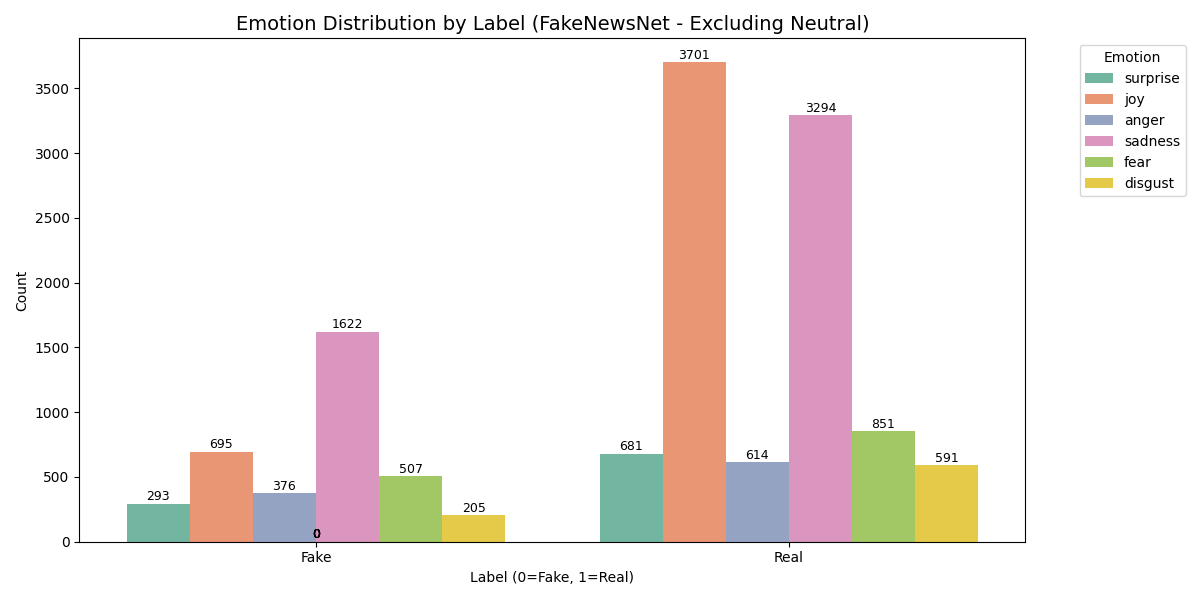 Emotion Distribution by Label (FakeNewsNet - Excluding Neutral)
Emotion
surprise
joy
anger
sadness
fear
disgust
Count
3500
3000
2500
2000
1500
1000
500
0
293
695
376
0
1622
507
205
681
3701
614
3294
851
591
Fake
Real
Label (0=Fake, 1=Real)